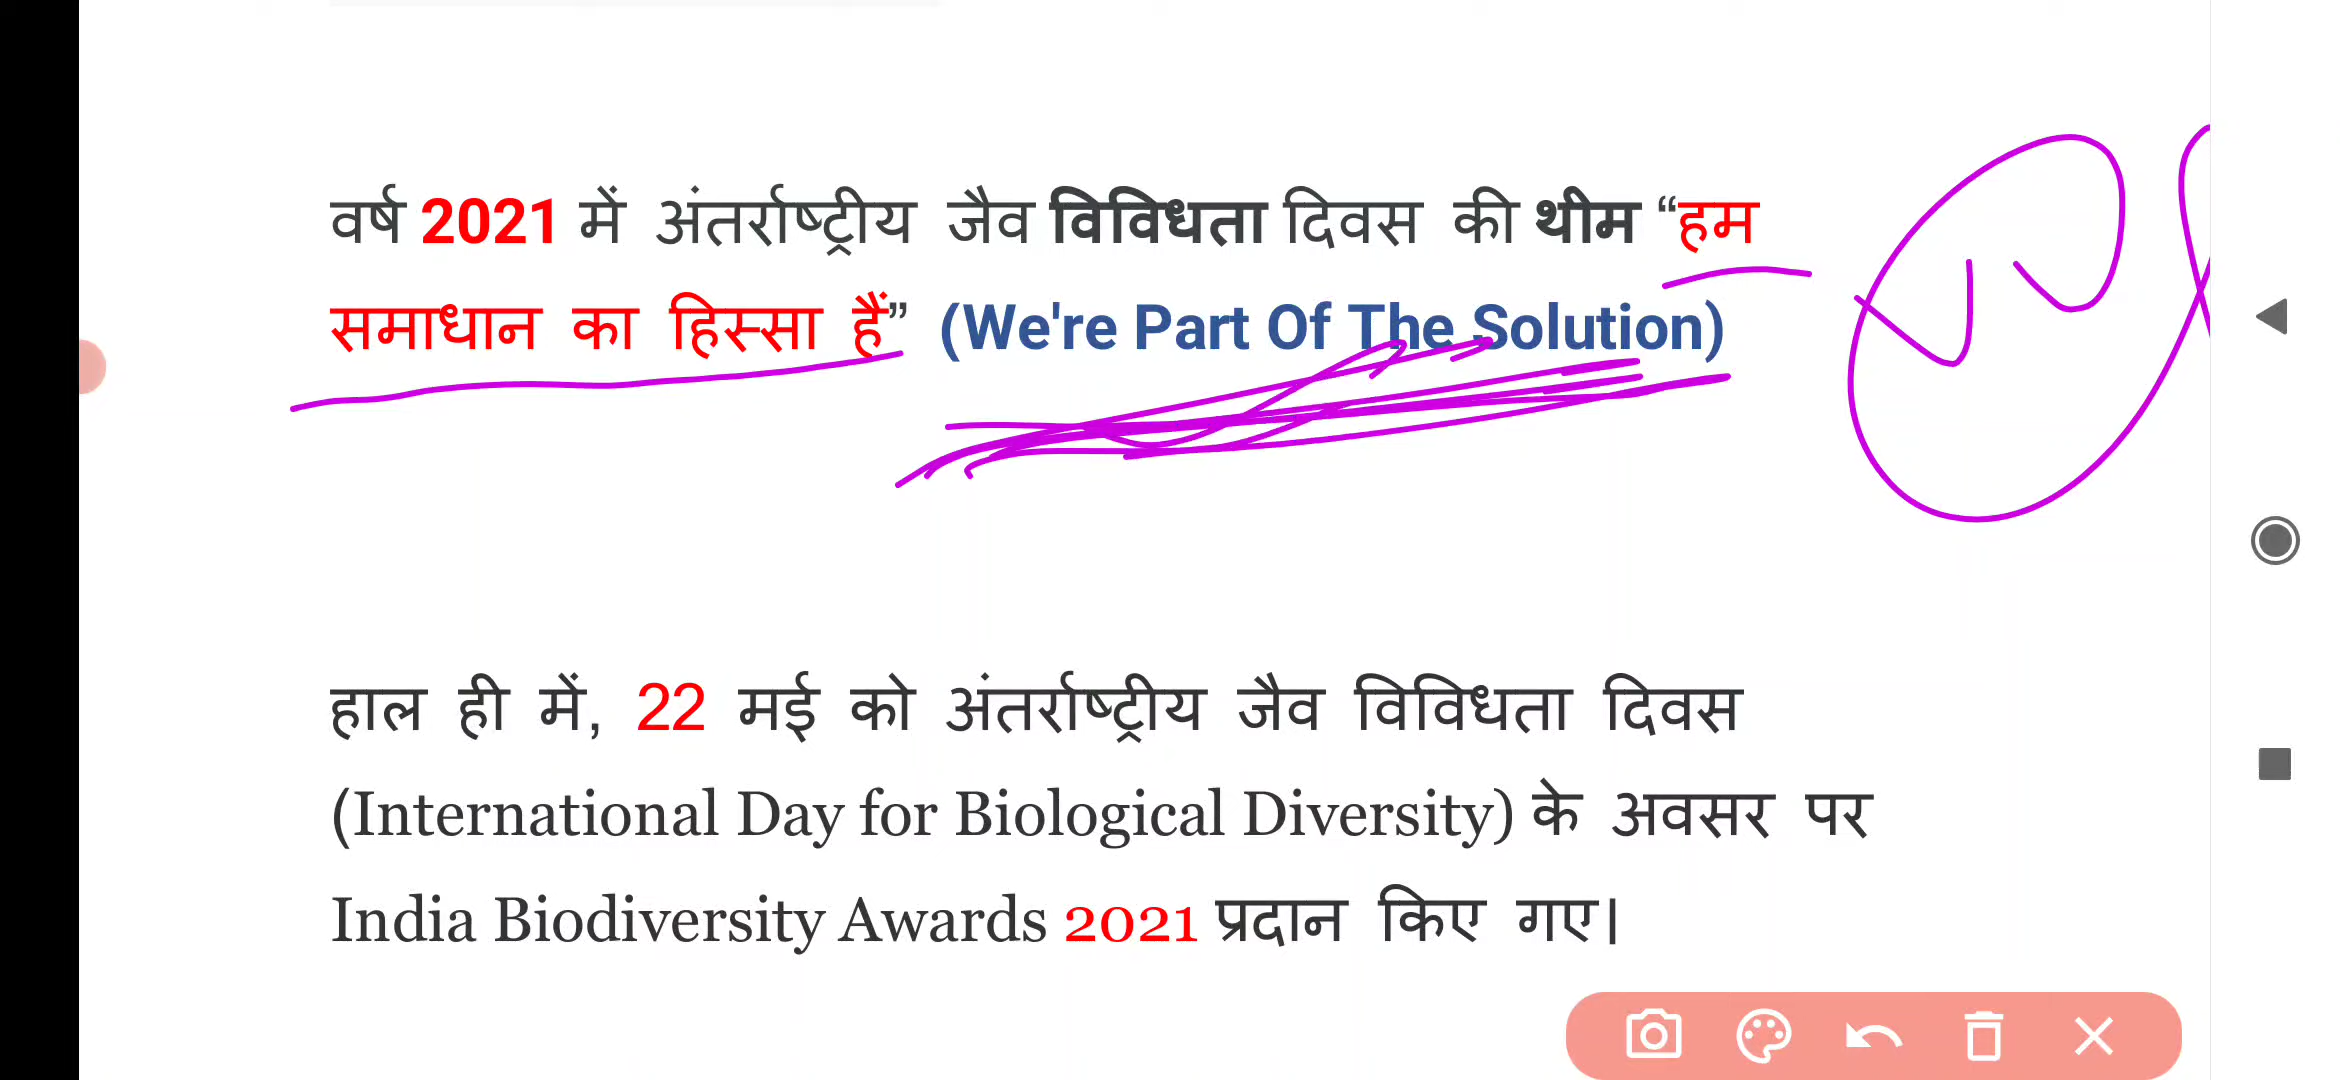 वर्ष 2021 में अंतर्राष्ट्रीय जैव विविधता दिवस की थीम “हम
समाधान का हिस्सा हैं” (We're Part Of The Solution)
हाल ही में, 22 मई को अंतर्राष्ट्रीय जैव विविधता दिवस
(International Day for Biological Diversity) के अवसर पर
India Biodiversity Awards 2021 प्रदान किए गए।